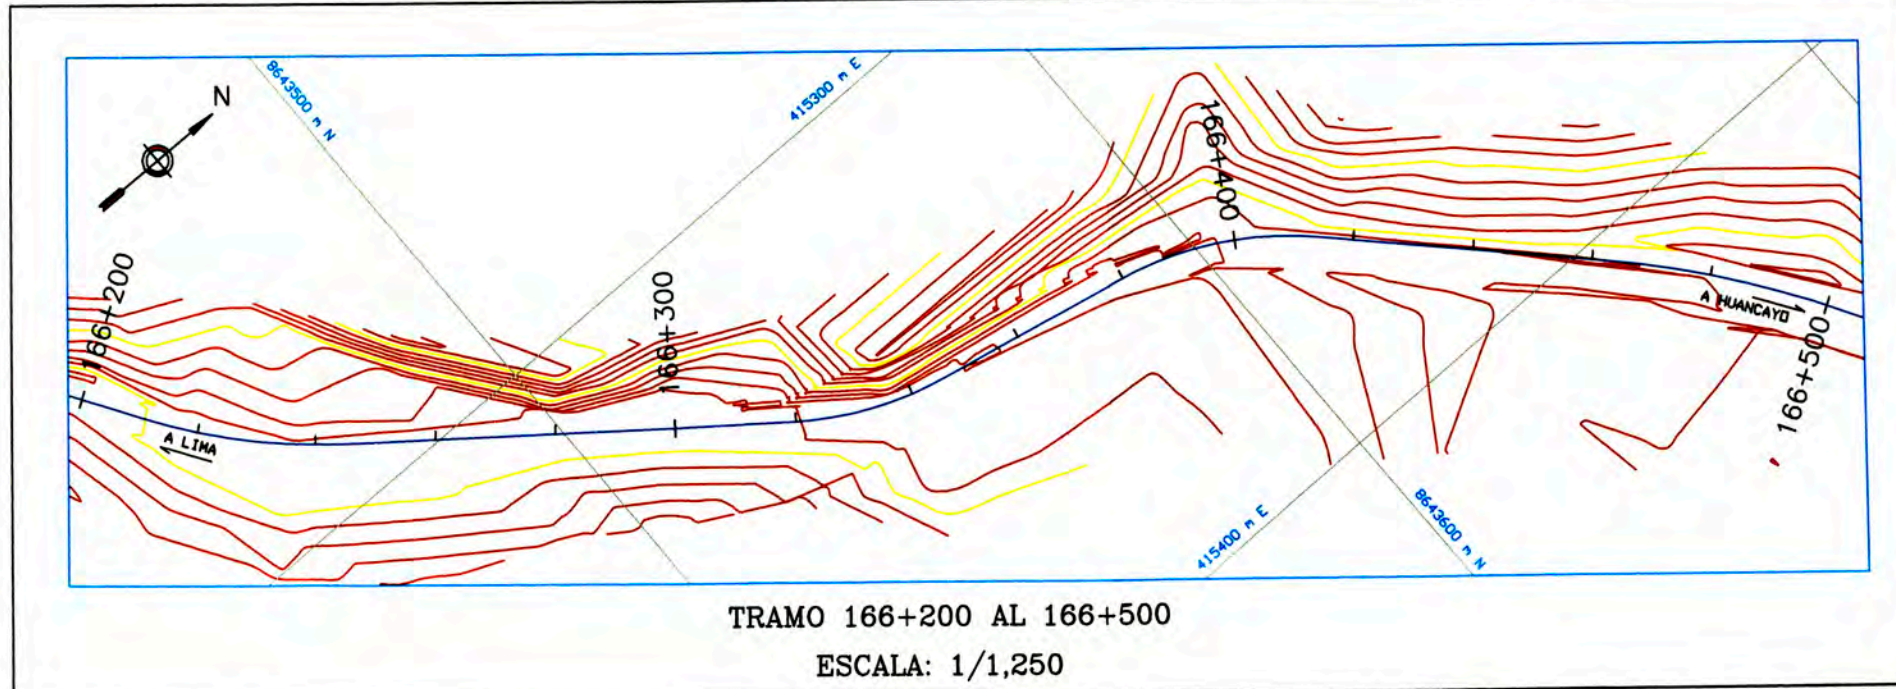 N
8643500 m N
415300 m E
166+200
A LIMA
166+300
166+400
A HUANCAYO
166+500
415400 m E
8643600 m N
TRAMO 166+200 AL 166+500
ESCALA: 1/1,250